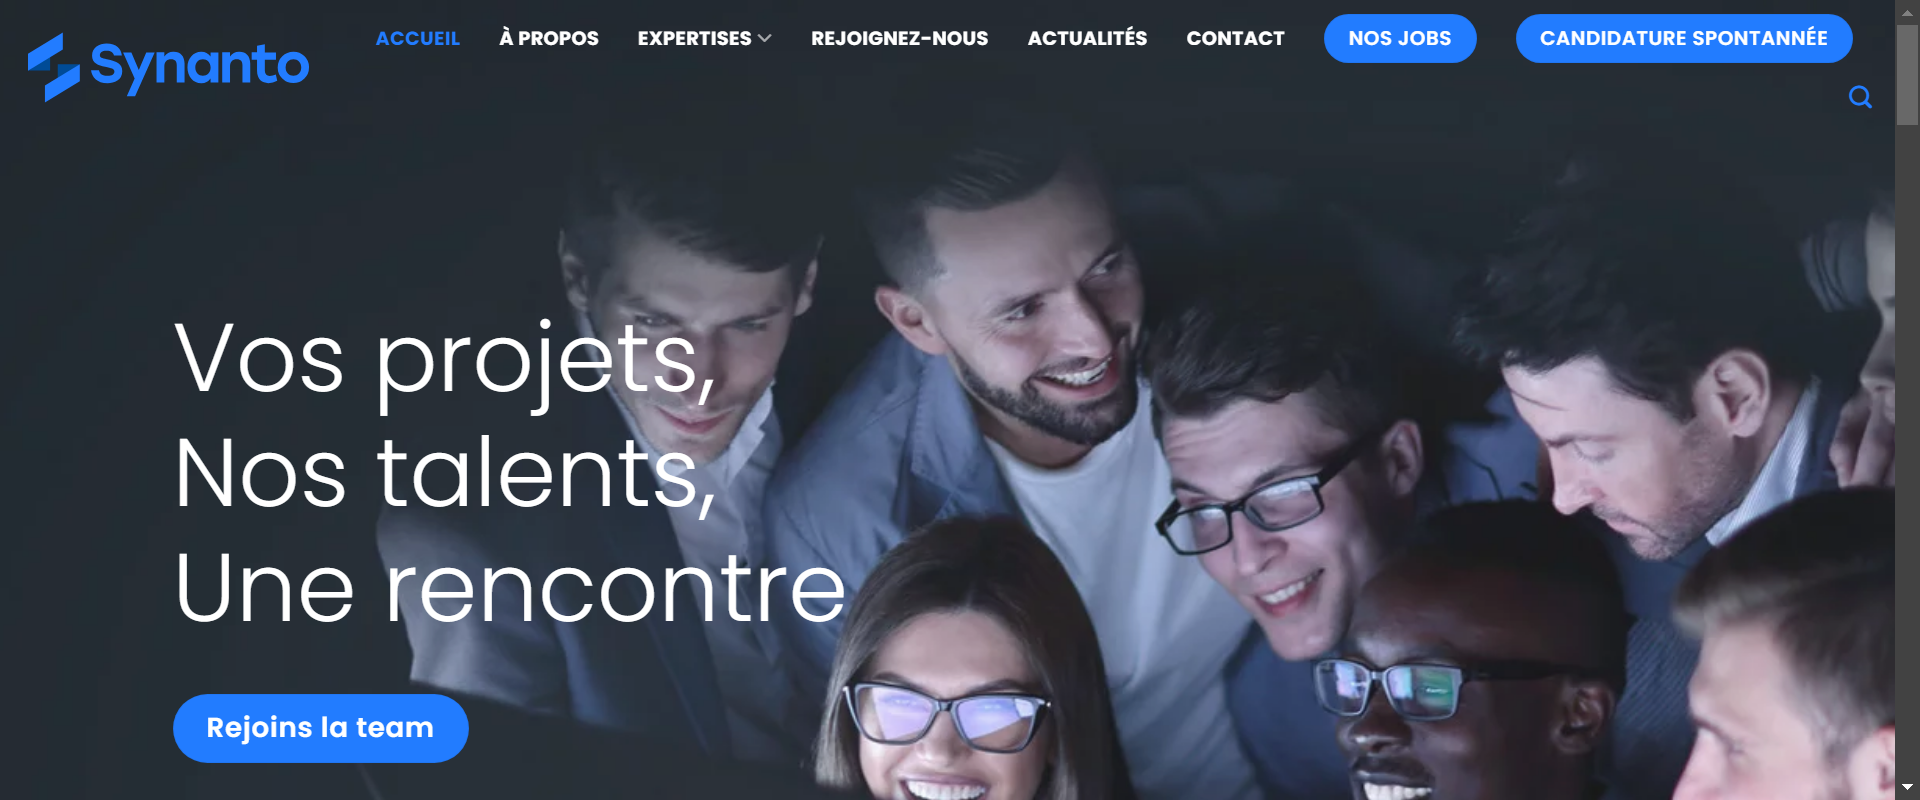 Synanto
ACCUEIL
À PROPOS
EXPERTISES
REJOIGNEZ-NOUS
ACTUALITÉS
CONTACT
NOS JOBS
CANDIDATURE SPONTANNÉE
Vos projets,
Nos talents,
Une rencontre
Rejoins la team